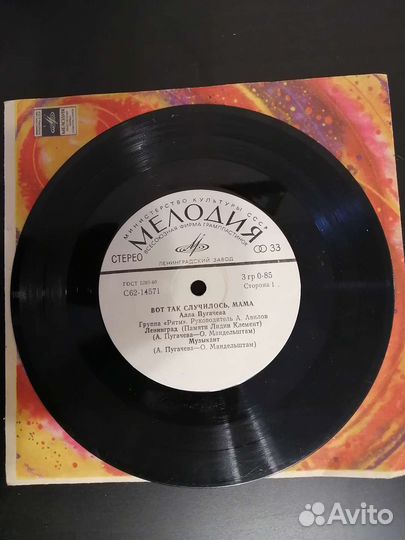 МИНИСТЕРСТВО КУЛЬТУРЫ СССР
МЕЛОДИЯ
ВСЕСОЮЗНАЯ ФИРМА ГРАМПЛАСТИНОК
СТЕРЕО
33
ЛЕНИНГРАДСКИЙ ЗАВОД
ГОСТ 5289-80
3 гр 0-85
С62-14571
Сторона 1
ВОТ ТАК СЛУЧИЛОСЬ, МАМА
Алла Пугачева
Группа «Ритм». Руководитель А. Авилов
Ленинград (Памяти Лидии Клемент)
(А. Пугачева—О. Мандельштам)
Музыкант
(А. Пугачева—О. Мандельштам)
Avito